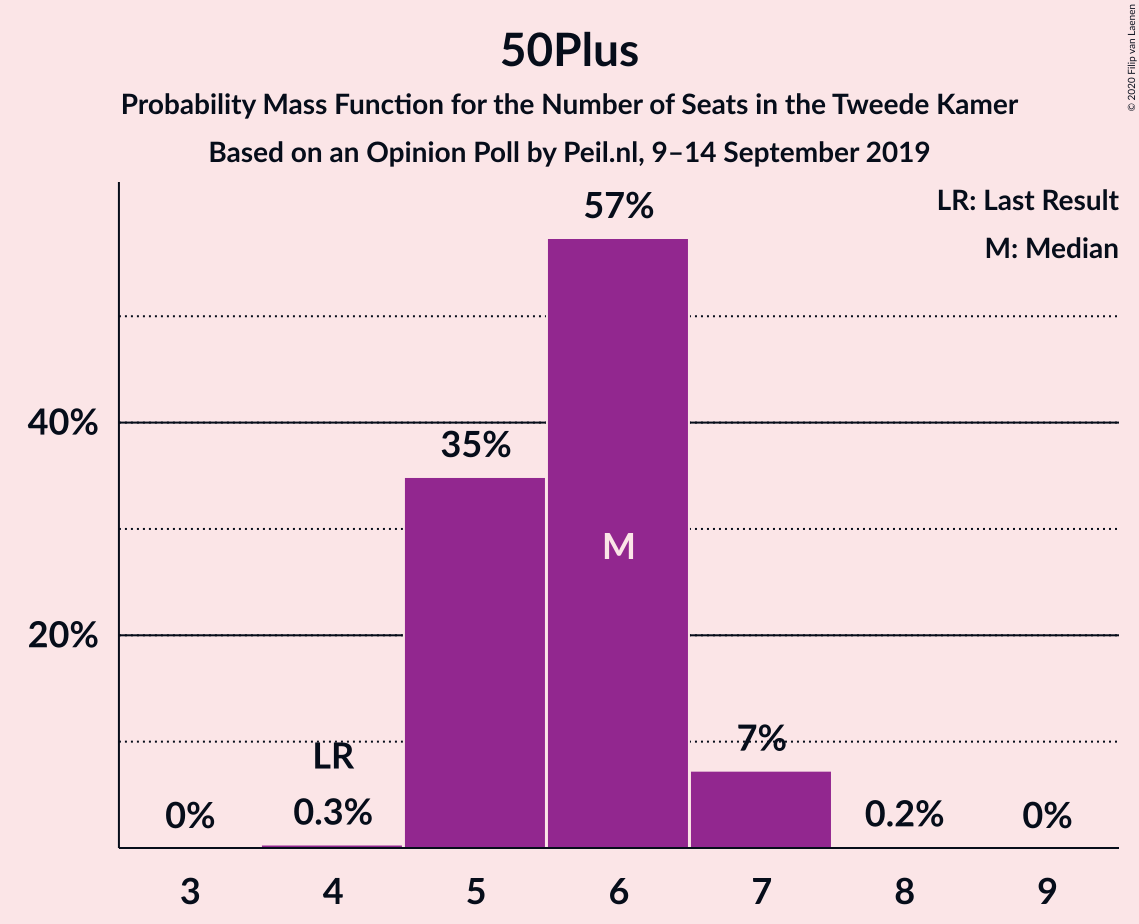 50Plus
Probability Mass Function for the Number of Seats in the Tweede Kamer
Based on an Opinion Poll by Peil.nl, 9–14 September 2019
© 2020 Filip van Laenen
LR: Last Result
M: Median
57%
40%
35%
M
20%
7%
LR
0%
0.3%
0.2%
0%
3 4 5 6 7 8 9